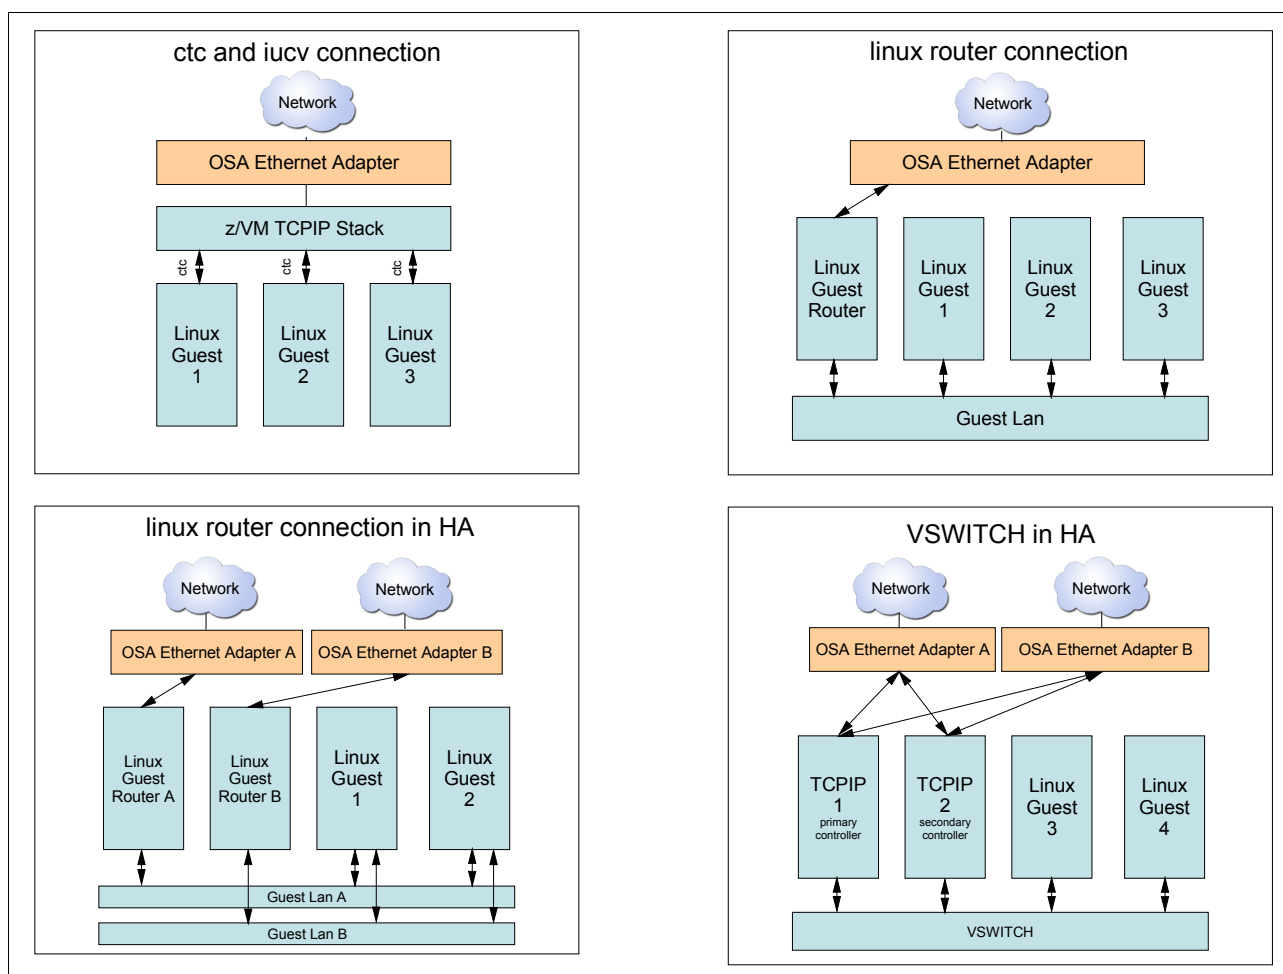 ctc and iucv connection
Network
OSA Ethernet Adapter
z/VM TCPIP Stack
ctc
ctc
ctc
Linux
Guest
1
Linux
Guest
2
Linux
Guest
3
linux router connection
Network
OSA Ethernet Adapter
Linux
Guest
Router
Linux
Guest
1
Linux
Guest
2
Linux
Guest
3
Guest Lan
linux router connection in HA
Network
Network
OSA Ethernet Adapter A
OSA Ethernet Adapter B
Linux
Guest
Router A
Linux
Guest
Router B
Linux
Guest
1
Linux
Guest
2
Guest Lan A
Guest Lan B
VSWITCH in HA
Network
Network
OSA Ethernet Adapter A
OSA Ethernet Adapter B
TCPIP
1
primary
controller
TCPIP
2
secondary
controller
Linux
Guest
3
Linux
Guest
4
VSWITCH